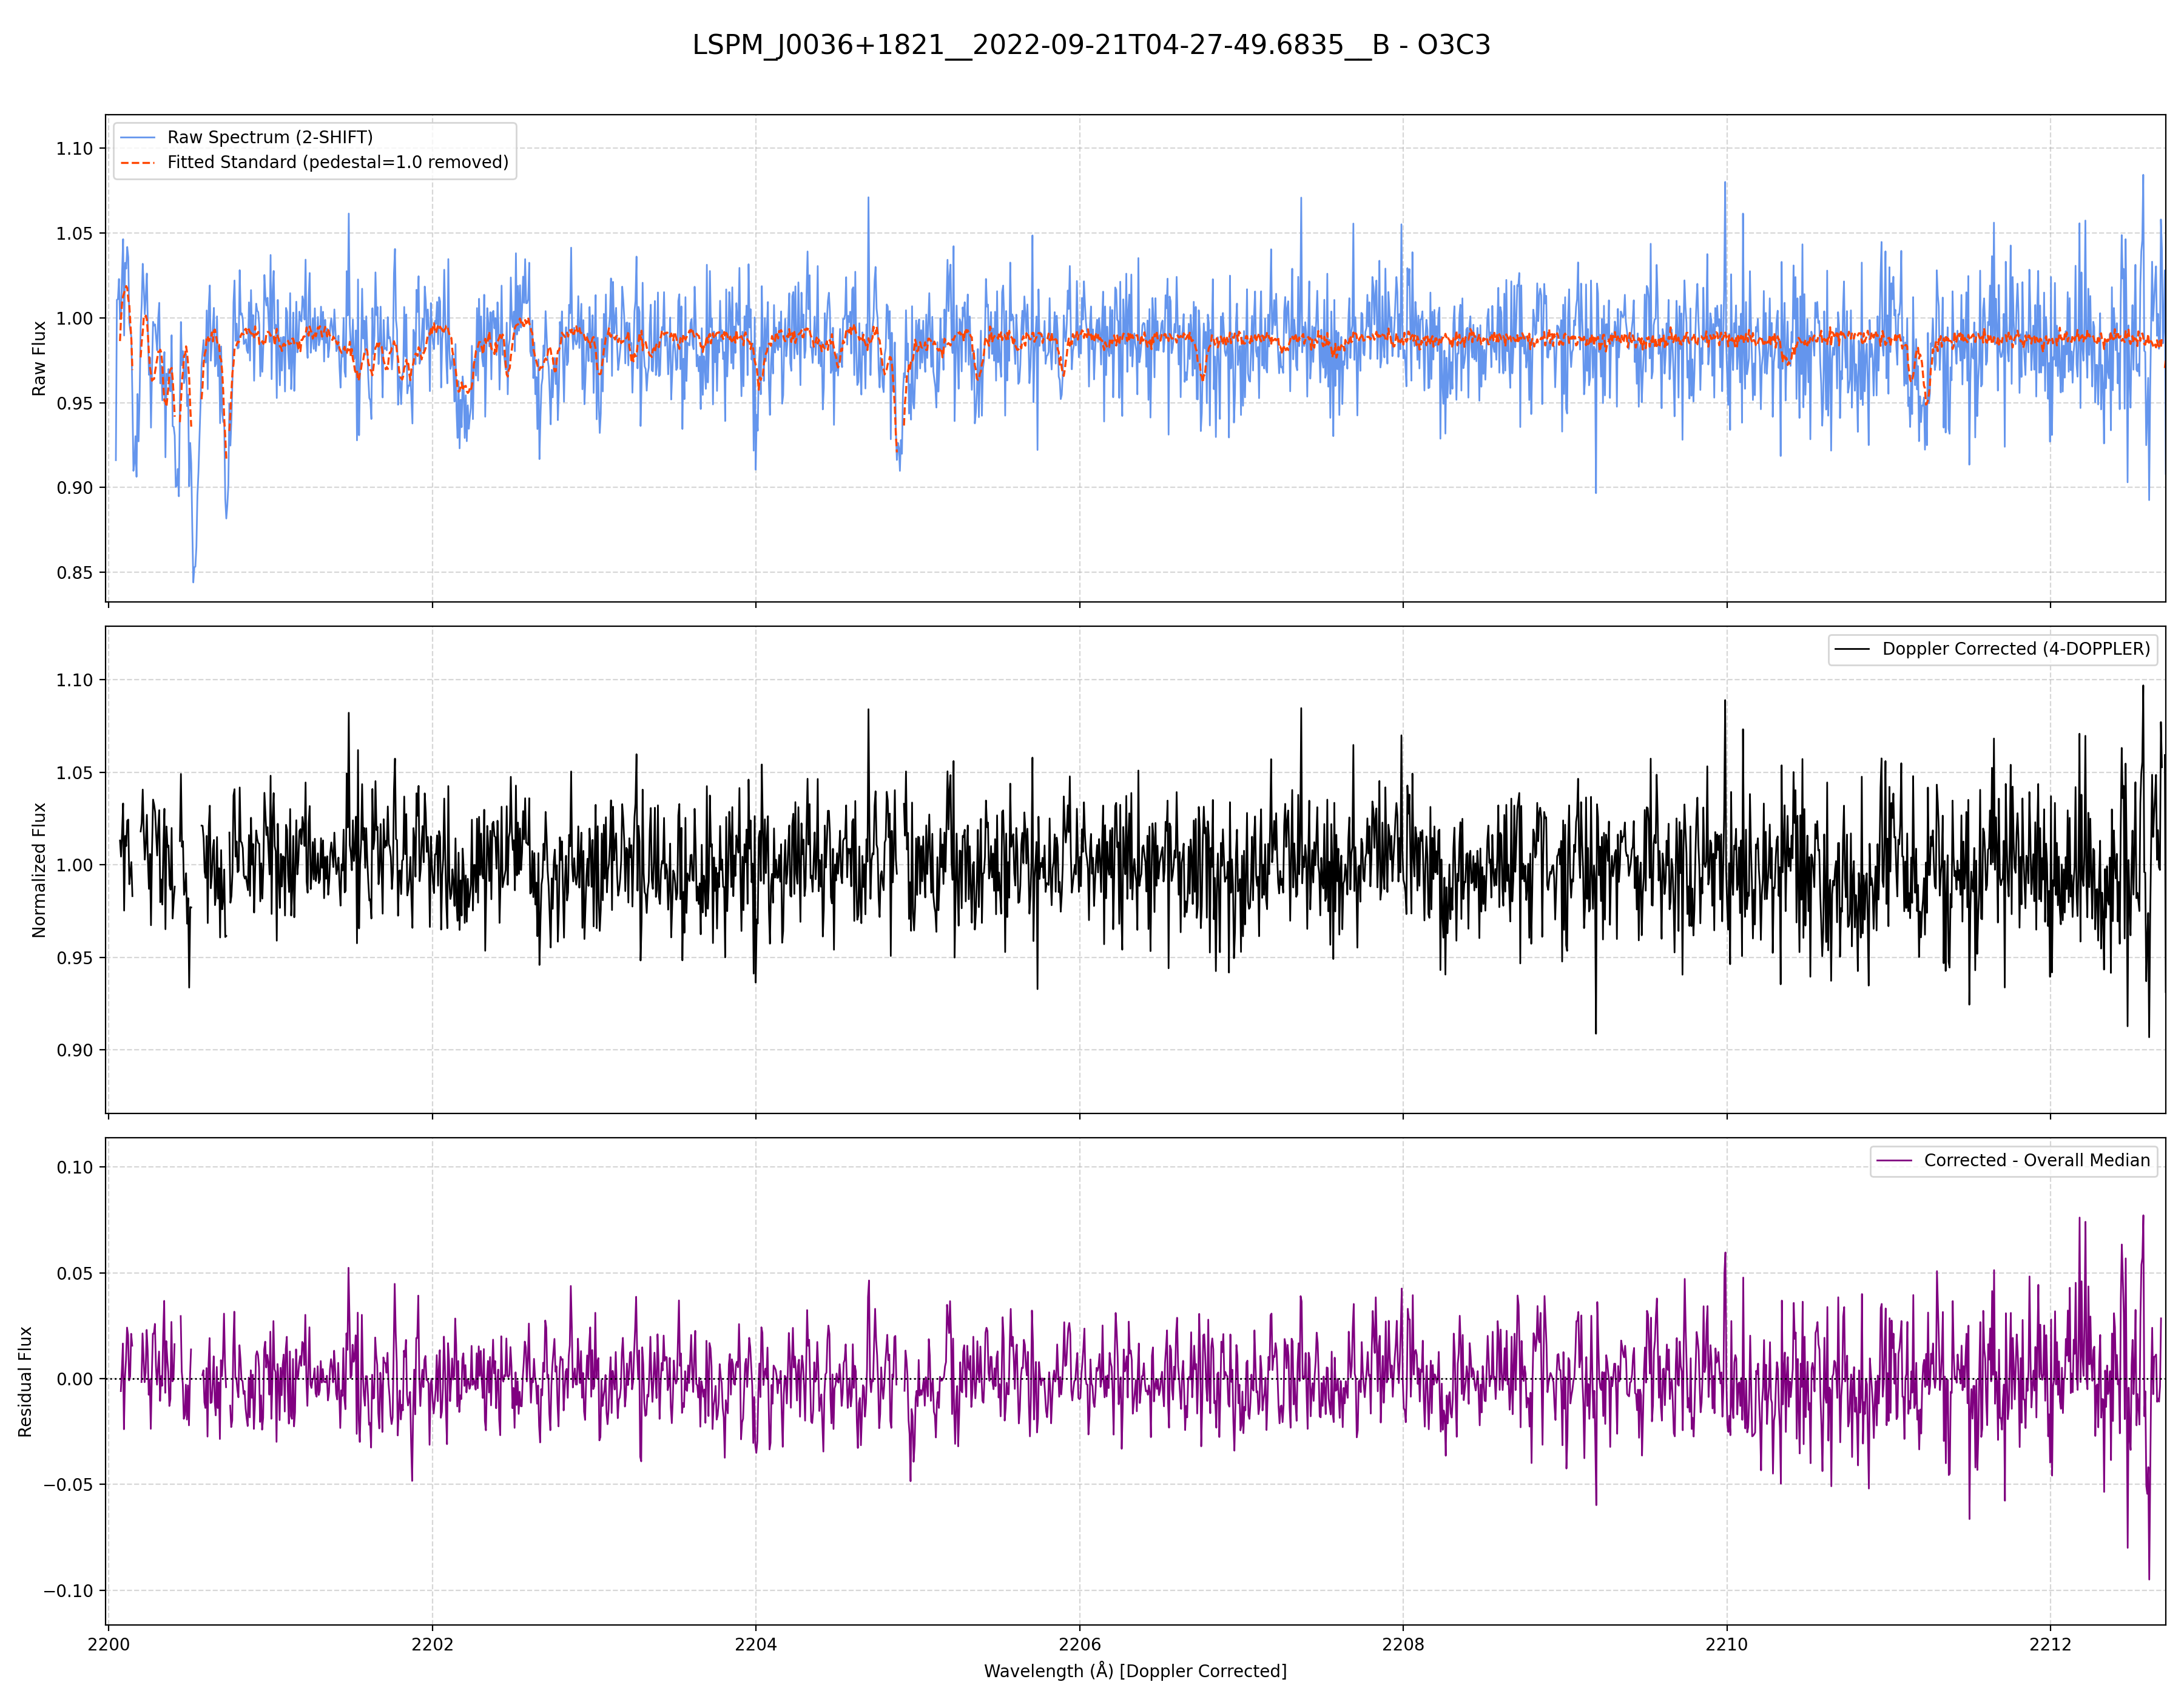 LSPM_J0036+1821__2022-09-21T04-27-49.6835__B - O3C3
Raw Spectrum (2-SHIFT)
Fitted Standard (pedestal=1.0 removed)
1.10
1.05
1.00
0.95
0.90
0.85
Raw Flux
Doppler Corrected (4-DOPPLER)
1.10
1.05
1.00
0.95
0.90
Normalized Flux
Corrected - Overall Median
0.10
0.05
0.00
−0.05
−0.10
Residual Flux
2200
2202
2204
2206
2208
2210
2212
Wavelength (Å) [Doppler Corrected]